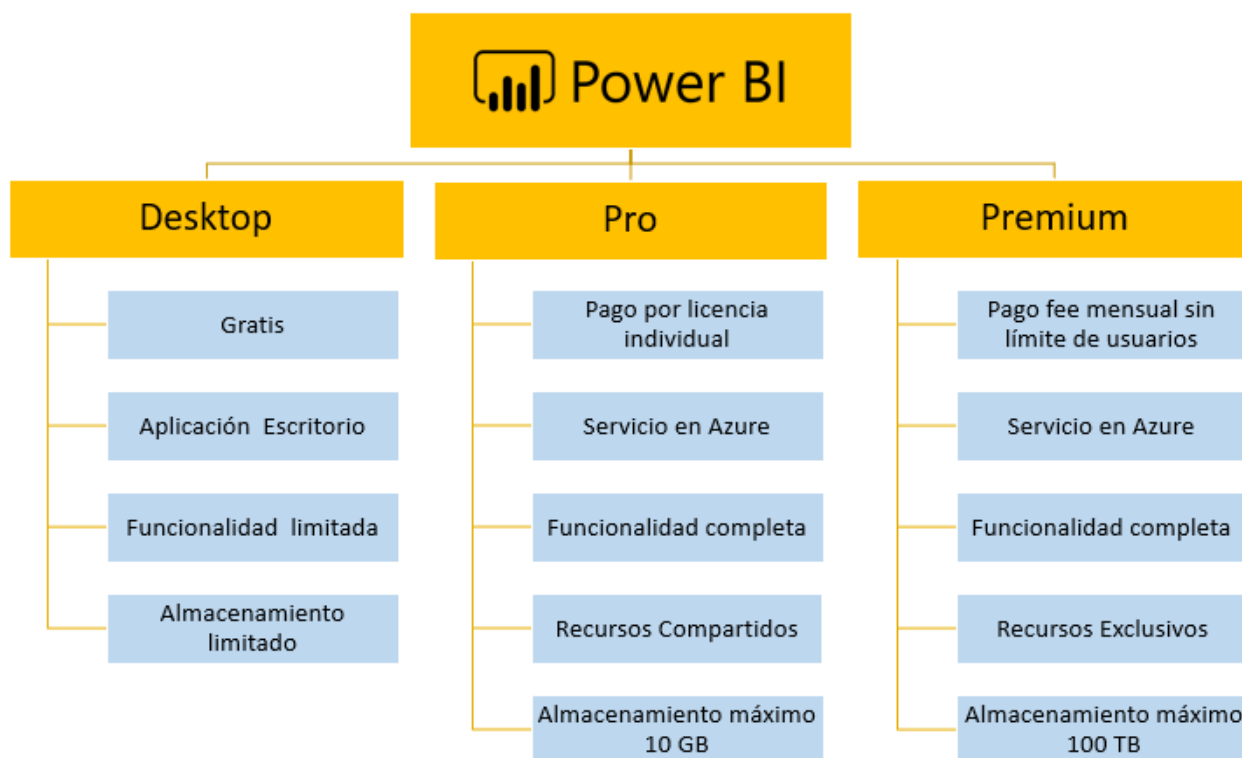 Power BI
Desktop
Gratis
Aplicación Escritorio
Funcionalidad limitada
Almacenamiento
limitado
Pro
Pago por licencia
individual
Servicio en Azure
Funcionalidad completa
Recursos Compartidos
Almacenamiento máximo
10 GB
Premium
Pago fee mensual sin
límite de usuarios
Servicio en Azure
Funcionalidad completa
Recursos Exclusivos
Almacenamiento máximo
100 TB